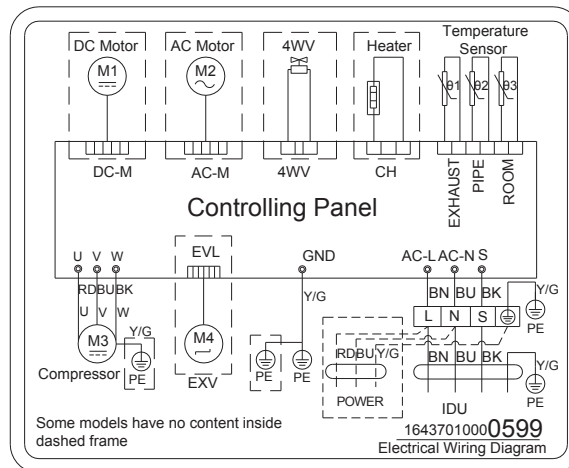 DC Motor AC Motor 4WV Heater Temperature
Sensor
M1 M2 θ1 θ2 θ3
DC-M AC-M 4WV CH EXHAUST PIPE ROOM
Controlling Panel
U V W EVL GND AC-L AC-N S
RD BU BK Y/G BN BU BK Y/G
U V W Y/G L N S PE
M3 M4 RD BU Y/G BN BU BK Y/G
Compressor PE EXV PE PE POWER PE
IDU
Some models have no content inside
dashed frame
16437010000599
Electrical Wiring Diagram